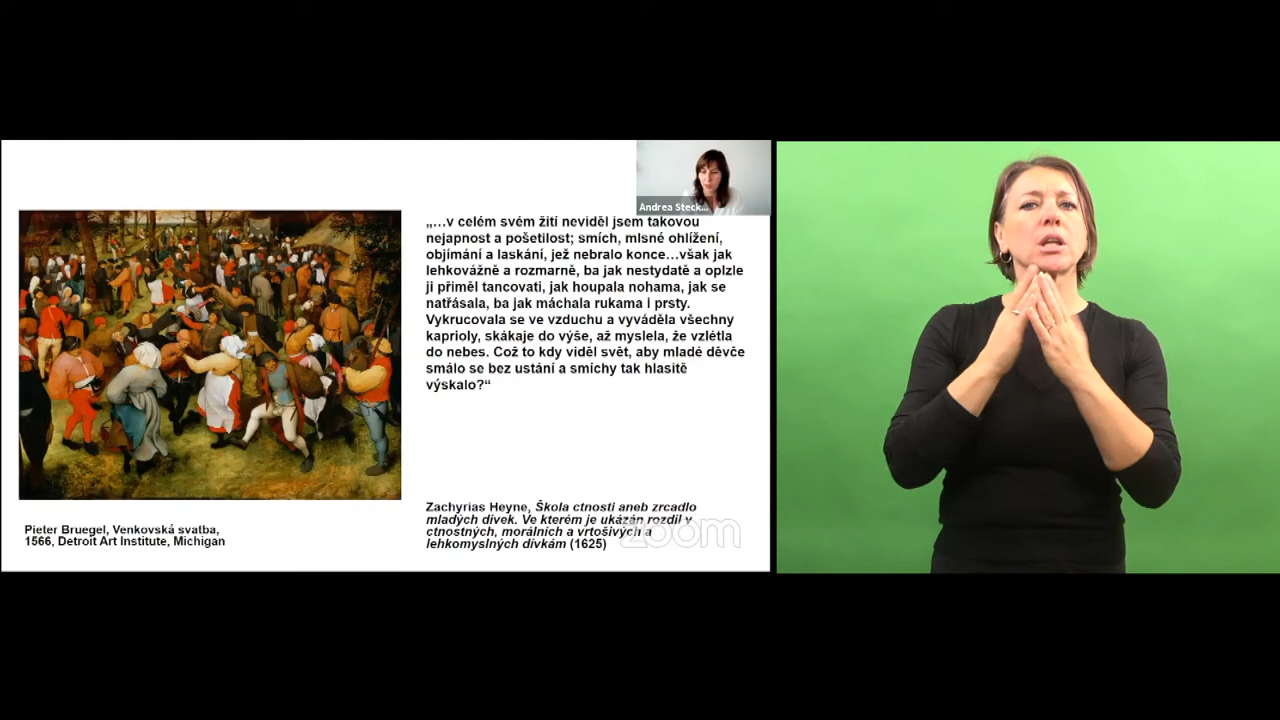 Andrea Steck...
„…v celém svém žití neviděl jsem takovou
nejapnost a pošetilost; smích, mlsné ohlížení,
objímání a laskání, jež nebralo konce…však jak
lehkovážně a rozmarně, ba jak nestydatě a oplzle
ji přiměl tancovati, jak houpala nohama, jak se
natřásala, ba jak máchala rukama i prsty.
Vykrucovala se ve vzduchu a vyváděla všechny
kaprioly, skákaje do výše, až myslela, že vzlétla
do nebes. Což to kdy viděl svět, aby mladé děvče
smálo se bez ustání a smíchy tak hlasitě
výskalo?“
Zachyrias Heyne, Škola ctnosti aneb zrcadlo
mladých dívek. Ve kterém je ukázán rozdíl v
ctnostných, morálních a vrtošivých a
lehkomyslných dívkám (1625)
zoom
Pieter Bruegel, Venkovská svatba,
1566, Detroit Art Institute, Michigan